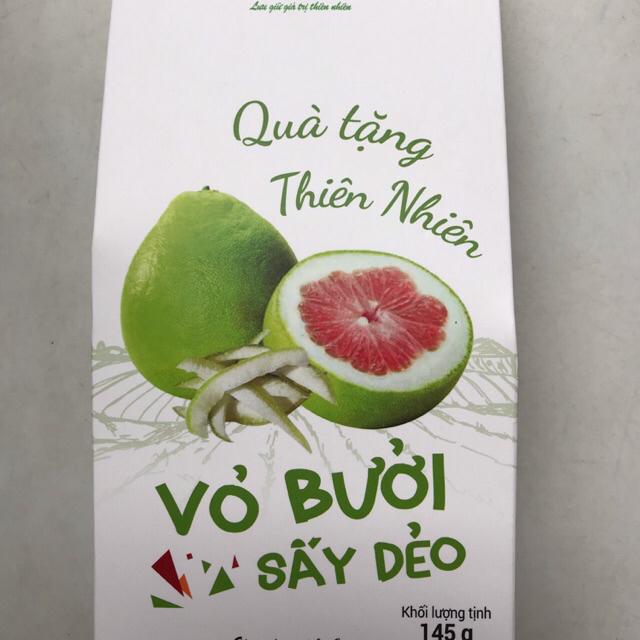 Lưu giữ giá trị thiên nhiên
Quà tặng
Thiên Nhiên
VỎ BƯỞI
SẤY DẺO
Khối lượng tịnh
145 g